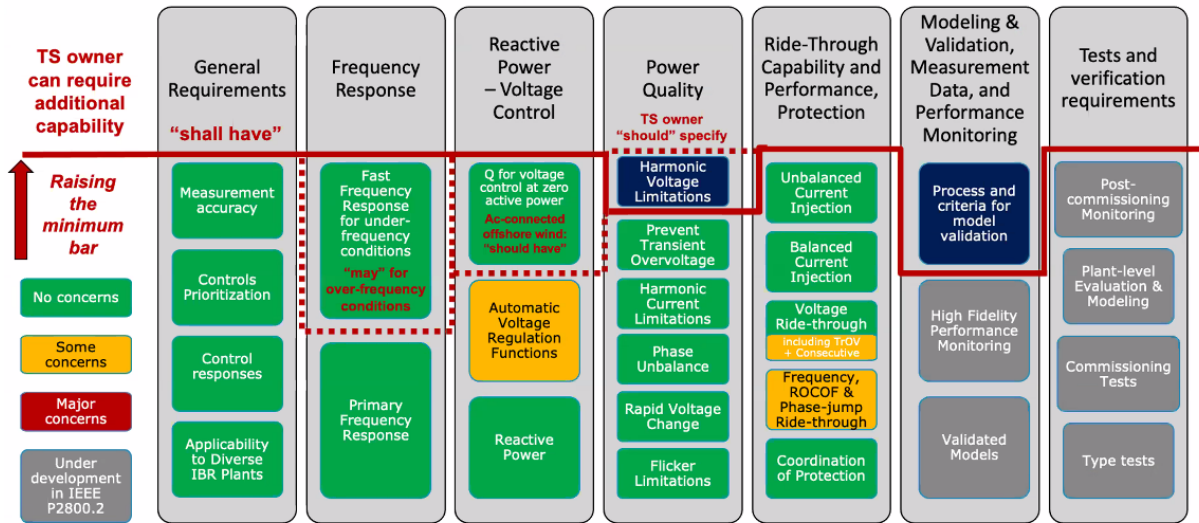 TS owner
can require
additional
capability
Raising
the
minimum
bar
No concerns
Some
concerns
Major
concerns
Under
development
in IEEE
P2800.2
General
Requirements
"shall have"
Measurement
accuracy
Controls
Prioritization
Control
responses
Applicability
to Diverse
IBR Plants
Frequency
Response
Fast
Frequency
Response
for under-
frequency
conditions
"may" for
over-frequency
conditions
Primary
Frequency
Response
Reactive
Power
– Voltage
Control
Q for voltage
control at zero
active power
Ac-connected
offshore wind:
"should have"
Automatic
Voltage
Regulation
Functions
Reactive
Power
Power
Quality
TS owner
"should" specify
Harmonic
Voltage
Limitations
Prevent
Transient
Overvoltage
Harmonic
Current
Limitations
Phase
Unbalance
Rapid Voltage
Change
Flicker
Limitations
Ride-Through
Capability and
Performance,
Protection
Unbalanced
Current
Injection
Balanced
Current
Injection
Voltage
Ride-through
including TrOV
+ Consecutive
Frequency,
ROCOF &
Phase-jump
Ride-through
Coordination
of Protection
Modeling &
Validation,
Measurement
Data, and
Performance
Monitoring
Process and
criteria for
model
validation
High Fidelity
Performance
Monitoring
Validated
Models
Tests and
verification
requirements
Post-
commissioning
Monitoring
Plant-level
Evaluation &
Modeling
Commissioning
Tests
Type tests